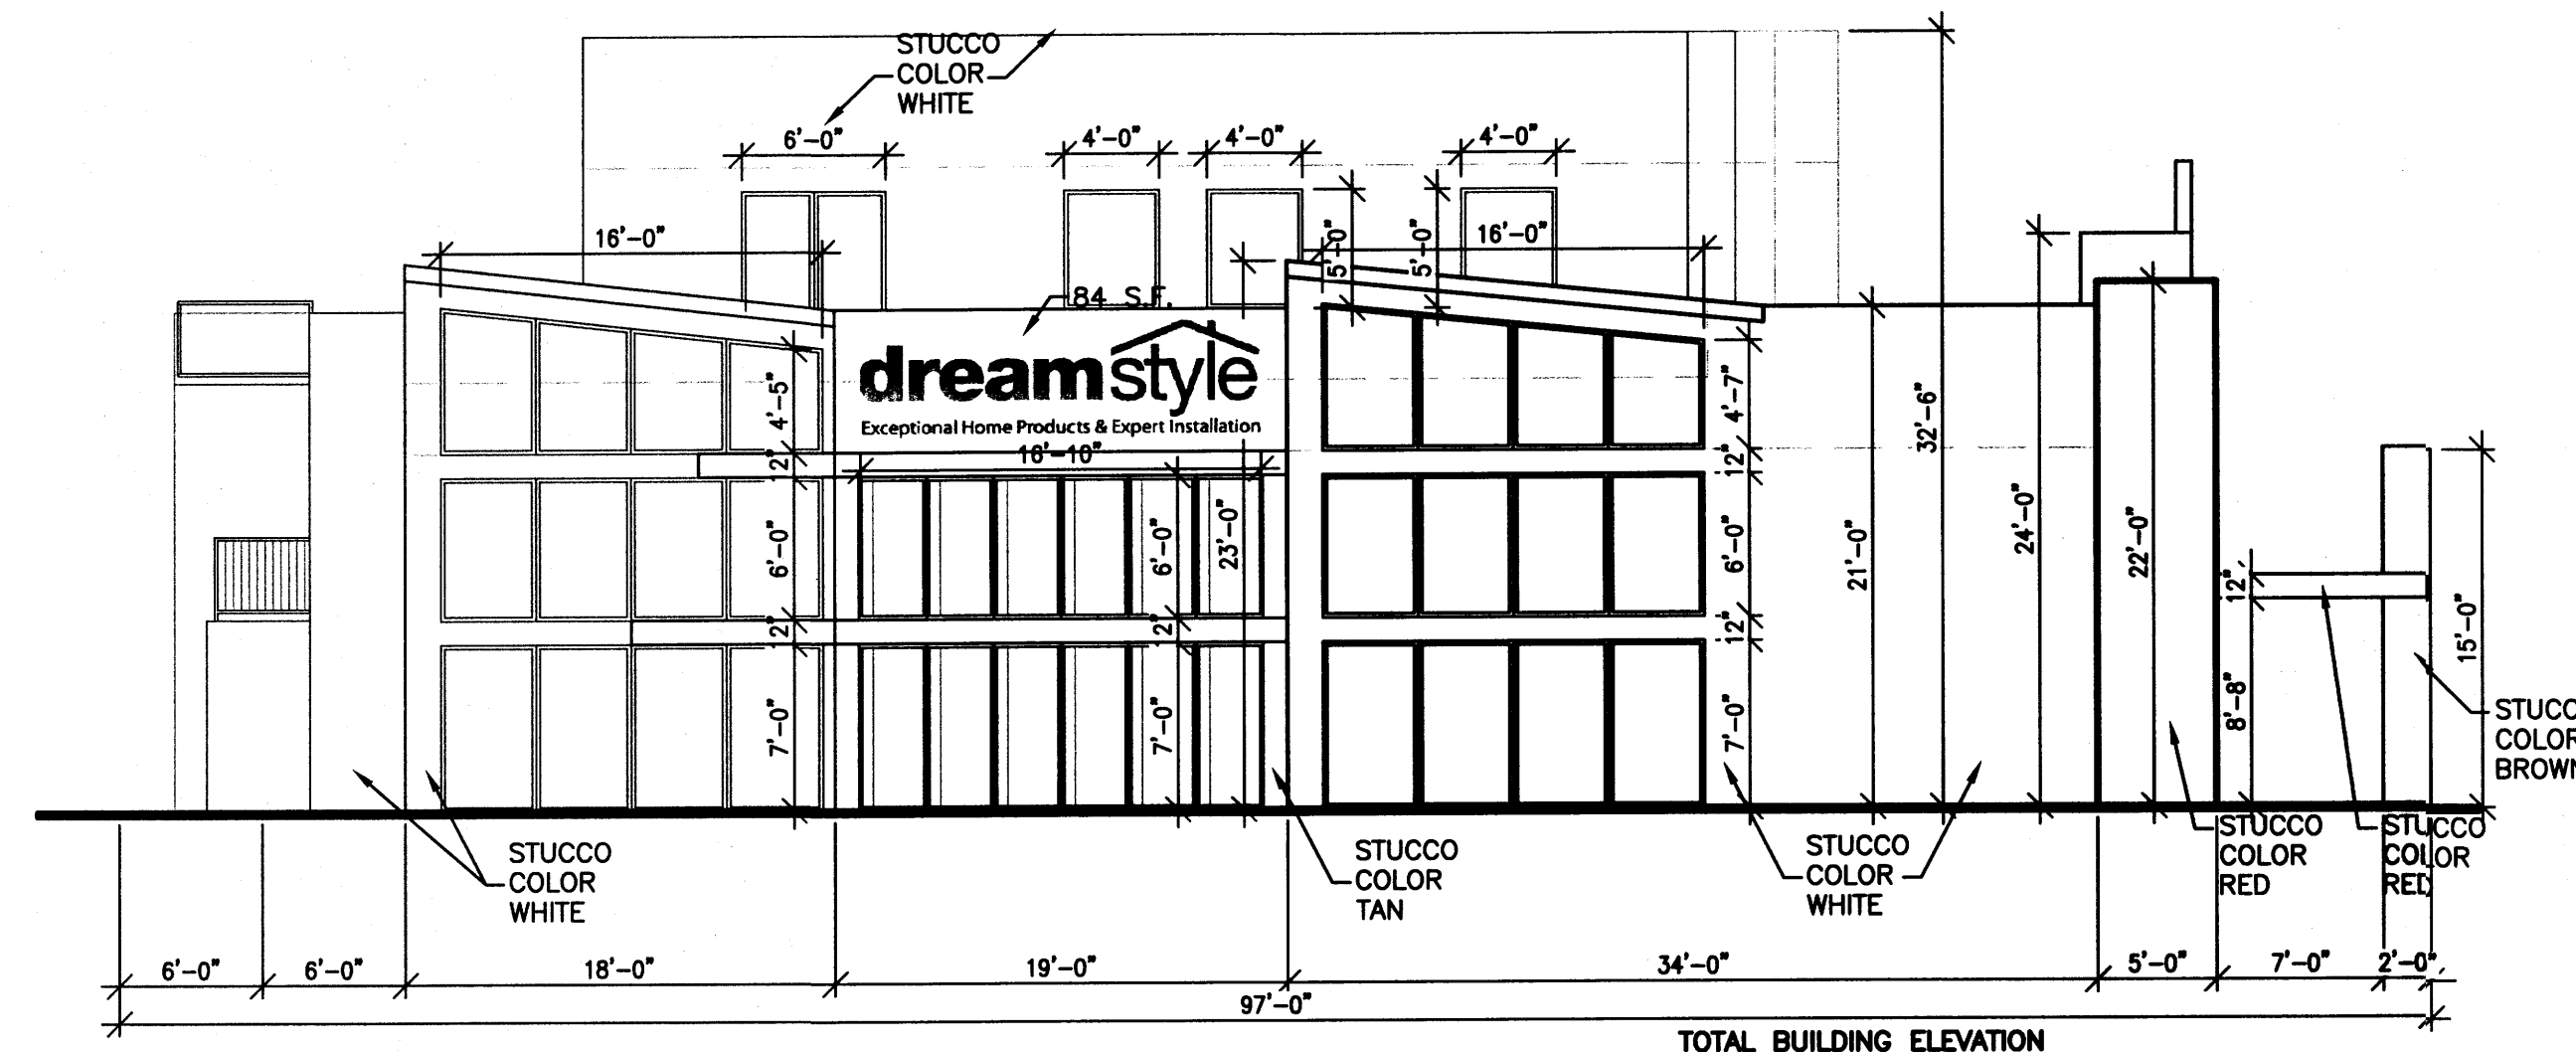 STUCCO
COLOR
WHITE
6'-0"
4'-0"
4'-0"
4'-0"
16'-0"
5'-0"
5'-0"
16'-0"
84 S.F.
dreamstyle
Exceptional Home Products & Expert Installation
16'-10"
4'-5"
12"
6'-0"
12"
7'-0"
6'-0"
12"
7'-0"
23'-0"
4'-7"
12"
6'-0"
12"
7'-0"
21'-0"
32'-6"
24'-0"
22'-0"
12"
8'-8"
15'-0"
STUCCO
COLOR
WHITE
STUCCO
COLOR
TAN
STUCCO
COLOR
WHITE
STUCCO
COLOR
RED
STUCCO
COLOR
RED
STUCC
COLOR
BROWN
6'-0"
6'-0"
18'-0"
19'-0"
34'-0"
5'-0"
7'-0"
2'-0"
97'-0"
TOTAL BUILDING ELEVATION